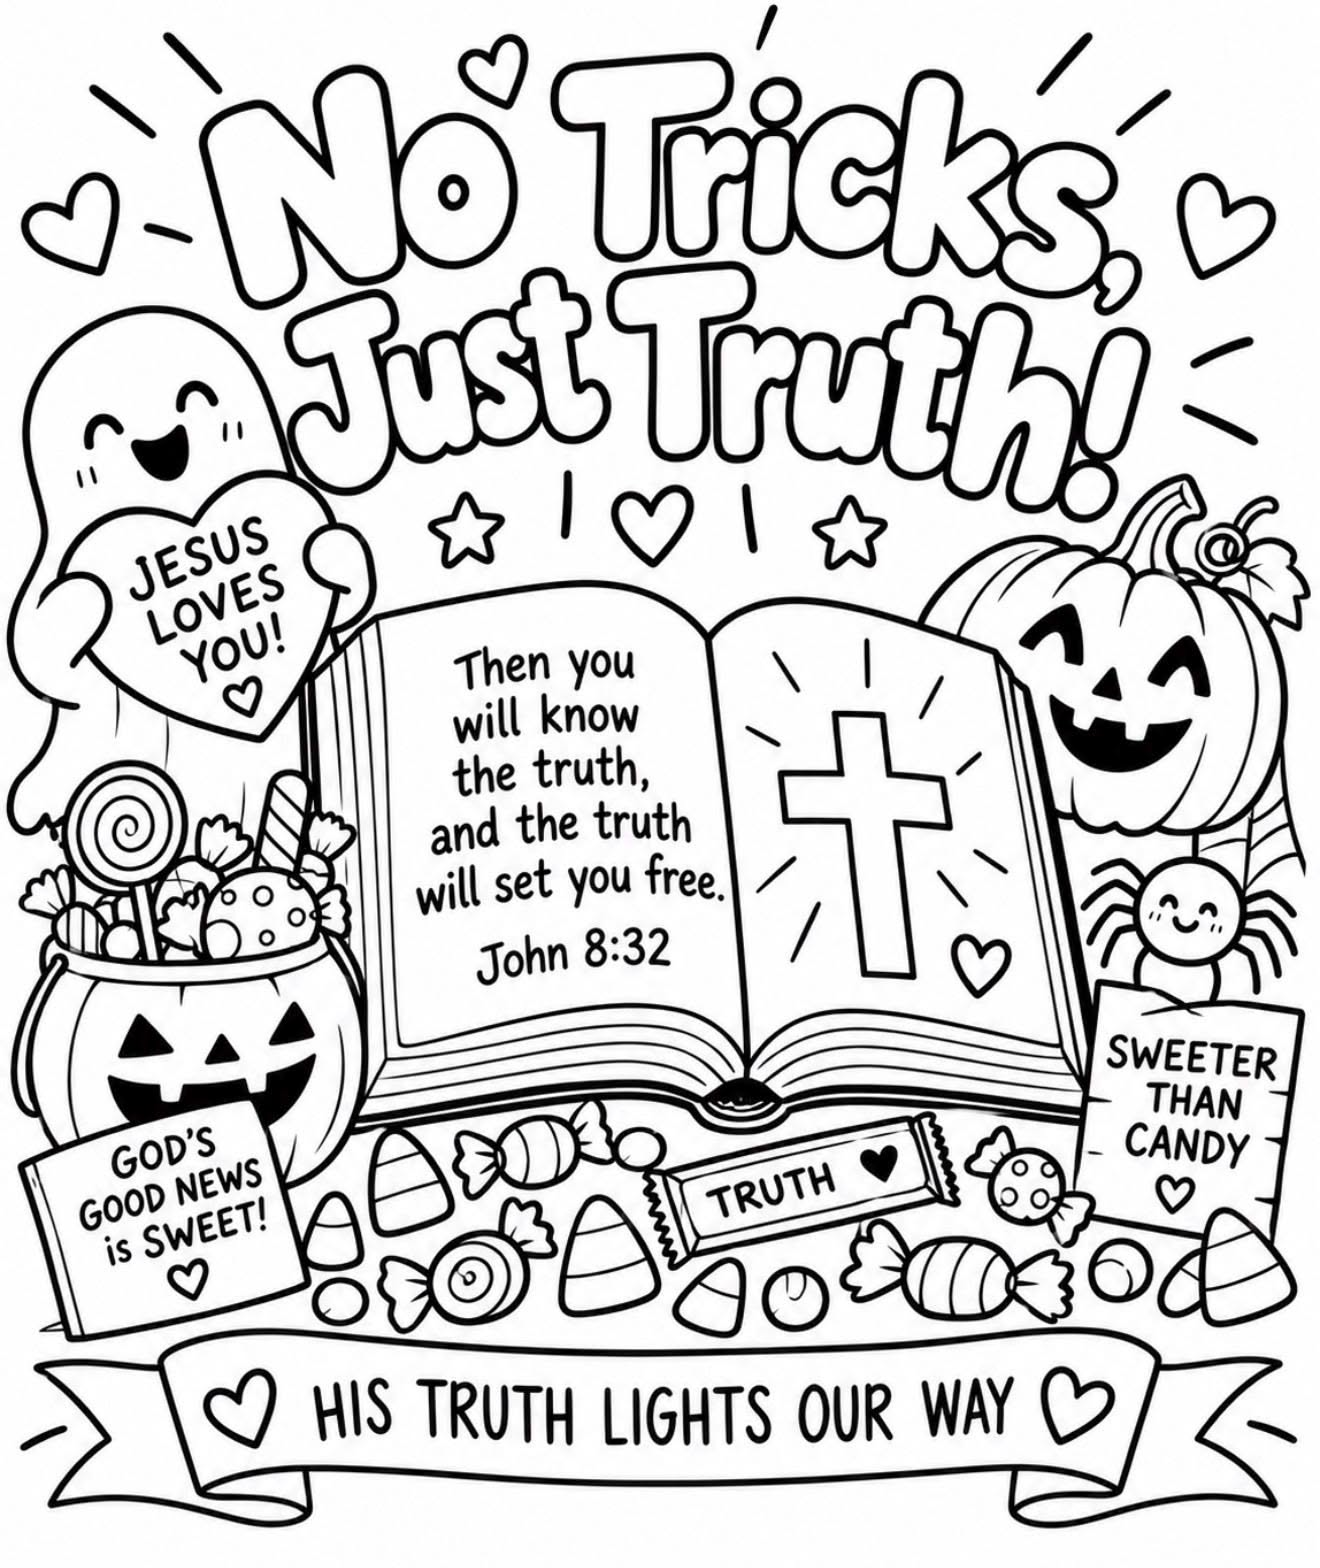 No Tricks,
Just Truth!
JESUS
LOVES
YOU!
Then you
will know
the truth,
and the truth
will set you free.
John 8:32
SWEETER
THAN
CANDY
GOD'S
GOOD NEWS
is SWEET!
TRUTH
HIS TRUTH LIGHTS OUR WAY